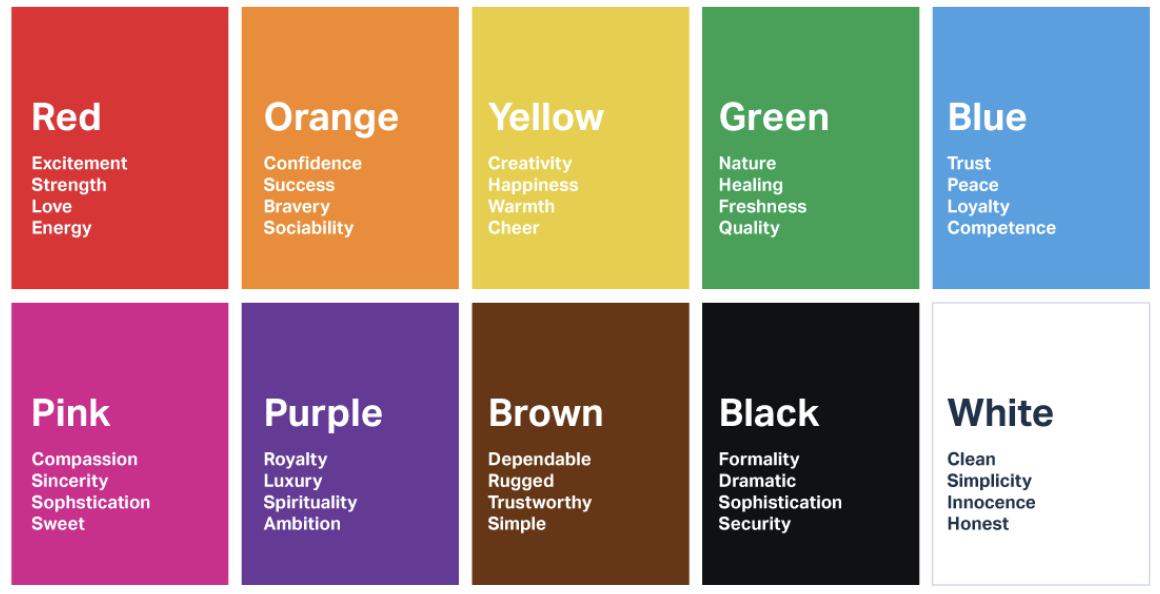 Red
Excitement
Strength
Love
Energy
Orange
Confidence
Success
Bravery
Sociability
Yellow
Creativity
Happiness
Warmth
Cheer
Green
Nature
Healing
Freshness
Quality
Blue
Trust
Peace
Loyalty
Competence
Pink
Compassion
Sincerity
Sophstication
Sweet
Purple
Royalty
Luxury
Spirituality
Ambition
Brown
Dependable
Rugged
Trustworthy
Simple
Black
Formality
Dramatic
Sophistication
Security
White
Clean
Simplicity
Innocence
Honest